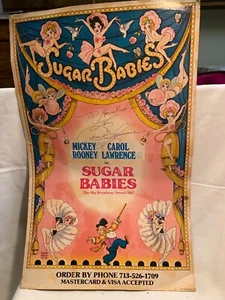 SUGAR BABIES
MICKEY CAROL
ROONEY LAWRENCE
in
SUGAR
BABIES
The Big Broadway Smash Hit!
ORDER BY PHONE 713-526-1709
MASTERCARD & VISA ACCEPTED